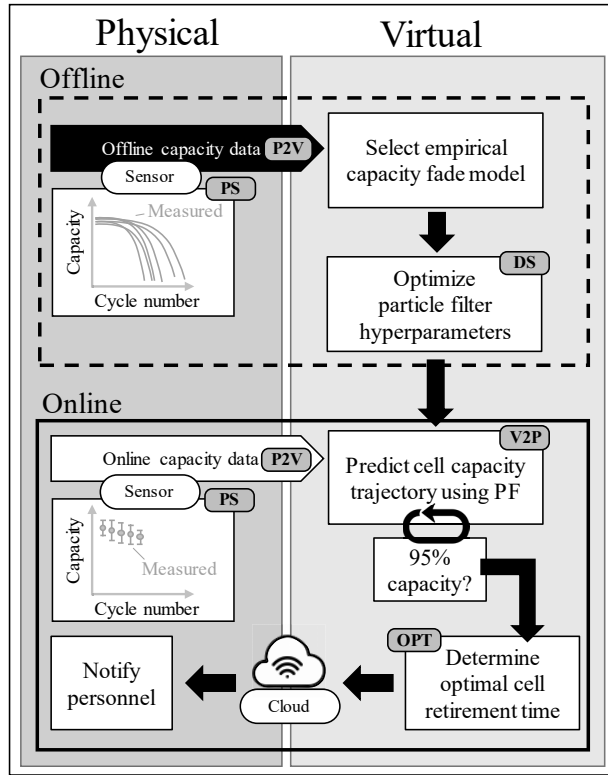 Physical
Virtual
Offline
Offline capacity data
P2V
Sensor
PS
Measured
Capacity
Cycle number
Select empirical
capacity fade model
DS
Optimize
particle filter
hyperparameters
Online
Online capacity data
P2V
Sensor
PS
Measured
Capacity
Cycle number
V2P
Predict cell capacity
trajectory using PF
95%
capacity?
OPT
Determine
optimal cell
retirement time
Cloud
Notify
personnel